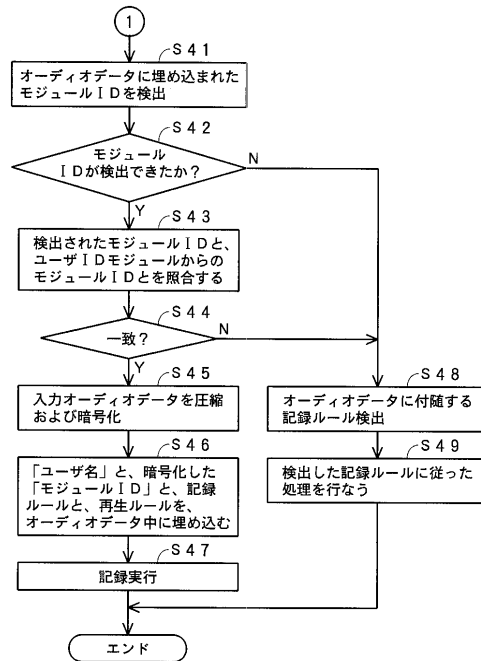 1
S41
オーディオデータに埋め込まれた
モジュールIDを検出
S42
モジュール
IDが検出できたか?
N
Y
S43
検出されたモジュールIDと、
ユーザIDモジュールからの
モジュールIDとを照合する
S44
一致?
N
Y
S45
入力オーディオデータを圧縮
および暗号化
S46
「ユーザ名」と、暗号化した
「モジュールID」と、記録
ルールと、再生ルールを、
オーディオデータ中に埋め込む
S47
記録実行
S48
オーディオデータに付随する
記録ルール検出
S49
検出した記録ルールに従った
処理を行なう
エンド